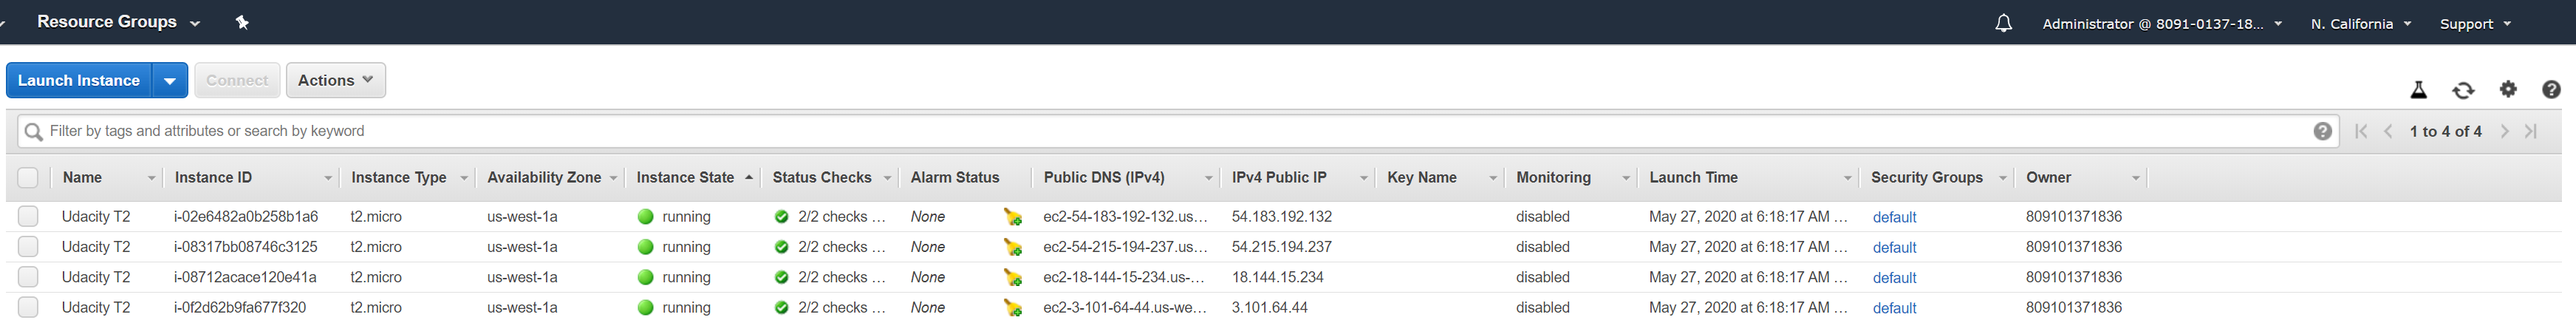 Resource Groups Administrator @ 8091-0137-18... N. California Support
Launch Instance Connect Actions
Filter by tags and attributes or search by keyword 1 to 4 of 4
Name Instance ID Instance Type Availability Zone Instance State Status Checks Alarm Status Public DNS (IPv4) IPv4 Public IP Key Name Monitoring Launch Time Security Groups Owner
Udacity T2 i-02e6482a0b258b1a6 t2.micro us-west-1a running 2/2 checks ... None ec2-54-183-192-132.us... 54.183.192.132 disabled May 27, 2020 at 6:18:17 AM ... default 809101371836
Udacity T2 i-08317bb08746c3125 t2.micro us-west-1a running 2/2 checks ... None ec2-54-215-194-237.us... 54.215.194.237 disabled May 27, 2020 at 6:18:17 AM ... default 809101371836
Udacity T2 i-08712acace120e41a t2.micro us-west-1a running 2/2 checks ... None ec2-18-144-15-234.us-... 18.144.15.234 disabled May 27, 2020 at 6:18:17 AM ... default 809101371836
Udacity T2 i-0f2d62b9fa677f320 t2.micro us-west-1a running 2/2 checks ... None ec2-3-101-64-44.us-we... 3.101.64.44 disabled May 27, 2020 at 6:18:17 AM ... default 809101371836